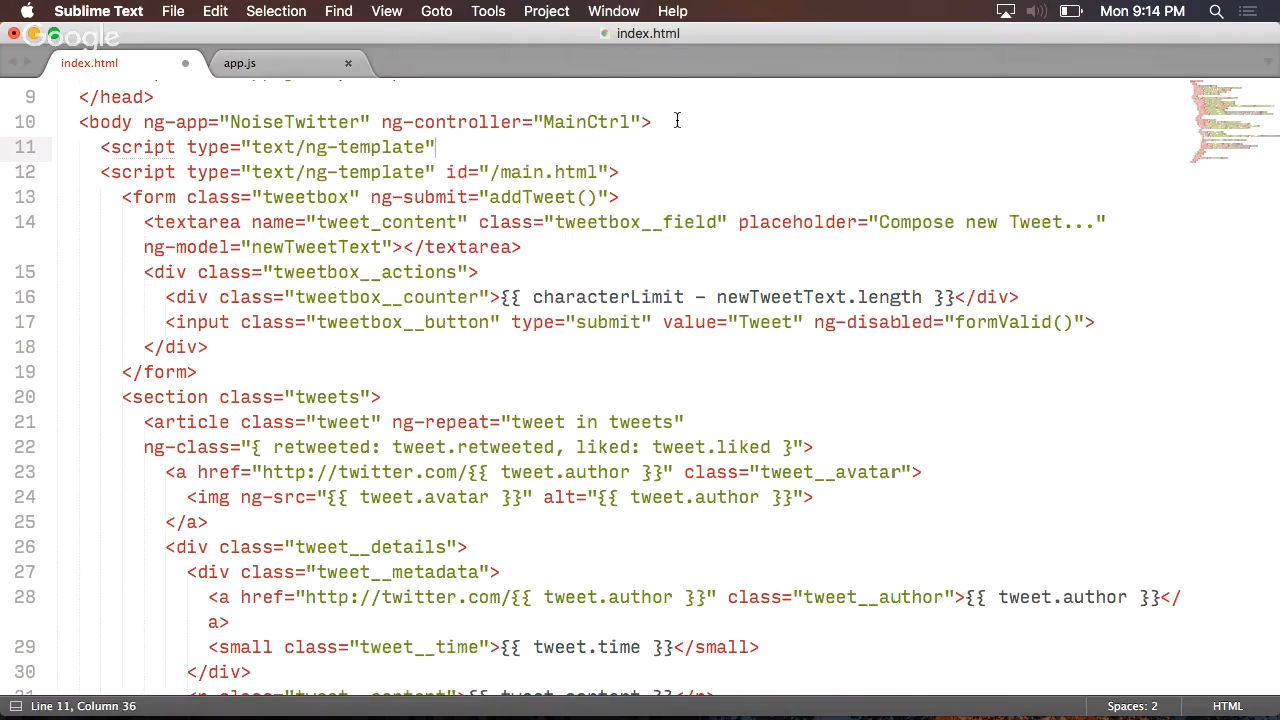 Sublime Text File Edit Selection Find View Goto Tools Project Window Help Mon 9:14 PM
Google
index.html
index.html app.js ×
9 </head>
10 <body ng-app="NoiseTwitter" ng-controller="MainCtrl">
11 <script type="text/ng-template"
12 <script type="text/ng-template" id="/main.html">
13 <form class="tweetbox" ng-submit="addTweet()">
14 <textarea name="tweet_content" class="tweetbox__field" placeholder="Compose new Tweet..."
ng-model="newTweetText"></textarea>
15 <div class="tweetbox__actions">
16 <div class="tweetbox__counter">{{ characterLimit - newTweetText.length }}</div>
17 <input class="tweetbox__button" type="submit" value="Tweet" ng-disabled="formValid()">
18 </div>
19 </form>
20 <section class="tweets">
21 <article class="tweet" ng-repeat="tweet in tweets"
22 ng-class="{ retweeted: tweet.retweeted, liked: tweet.liked }">
23 <a href="http://twitter.com/{{ tweet.author }}" class="tweet__avatar">
24 <img ng-src="{{ tweet.avatar }}" alt="{{ tweet.author }}">
25 </a>
26 <div class="tweet__details">
27 <div class="tweet__metadata">
28 <a href="http://twitter.com/{{ tweet.author }}" class="tweet__author">{{ tweet.author }}</
a>
29 <small class="tweet__time">{{ tweet.time }}</small>
30 </div>
Line 11, Column 36 Spaces: 2 HTML